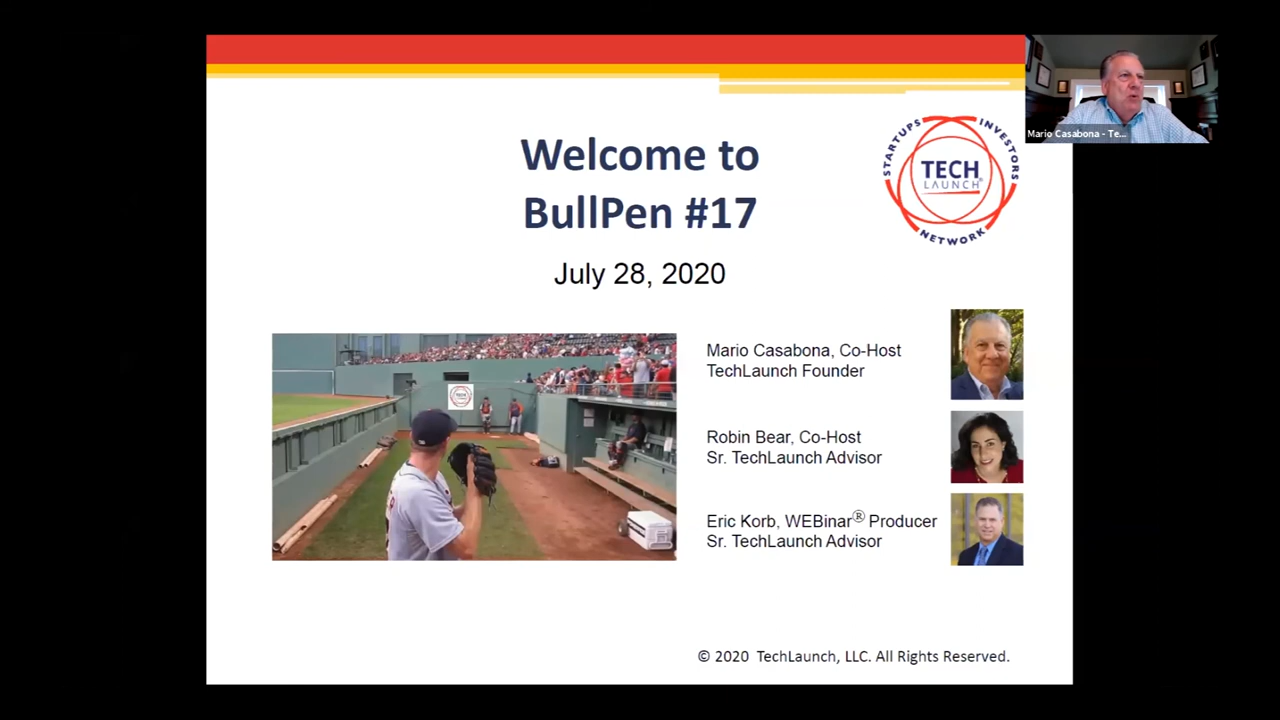 Welcome to
BullPen #17
July 28, 2020
STARTUPS
INVESTORS
NETWORK
TECH
LAUNCH®
Mario Casabona - Te...
TECH
Mario Casabona, Co-Host
TechLaunch Founder
Robin Bear, Co-Host
Sr. TechLaunch Advisor
Eric Korb, WEBinar® Producer
Sr. TechLaunch Advisor
© 2020 TechLaunch, LLC. All Rights Reserved.